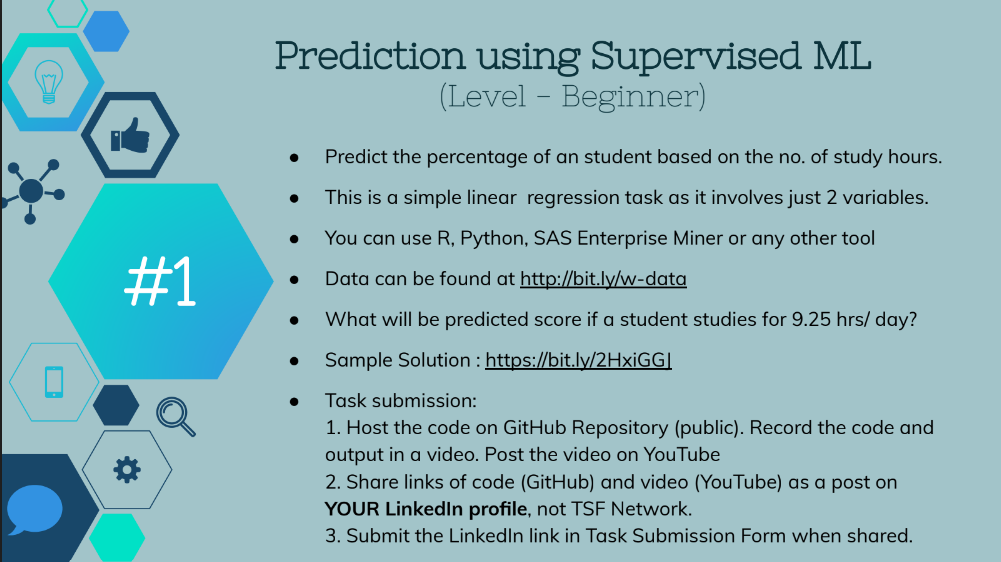 Prediction using Supervised ML
(Level – Beginner)
#1
● Predict the percentage of an student based on the no. of study hours.
● This is a simple linear  regression task as it involves just 2 variables.
● You can use R, Python, SAS Enterprise Miner or any other tool
● Data can be found at http://bit.ly/w-data
● What will be predicted score if a student studies for 9.25 hrs/ day?
● Sample Solution : https://bit.ly/2HxiGGJ
● Task submission:
1. Host the code on GitHub Repository (public). Record the code and
output in a video. Post the video on YouTube
2. Share links of code (GitHub) and video (YouTube) as a post on
YOUR LinkedIn profile, not TSF Network.
3. Submit the LinkedIn link in Task Submission Form when shared.